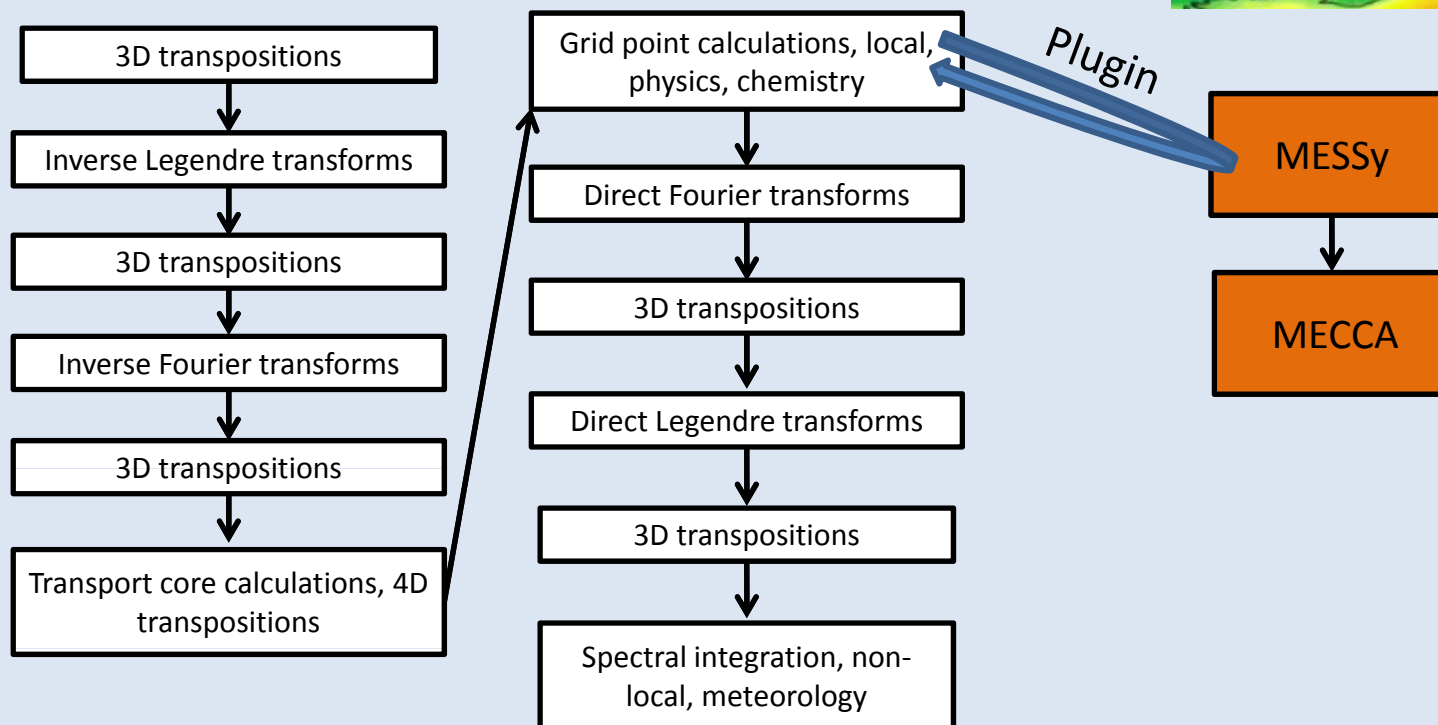 3D transpositions
Inverse Legendre transforms
3D transpositions
Inverse Fourier transforms
3D transpositions
Transport core calculations, 4D
transpositions
Grid point calculations, local,
physics, chemistry
Direct Fourier transforms
3D transpositions
Direct Legendre transforms
3D transpositions
Spectral integration, non-
local, meteorology
Plugin
MESSy
MECCA